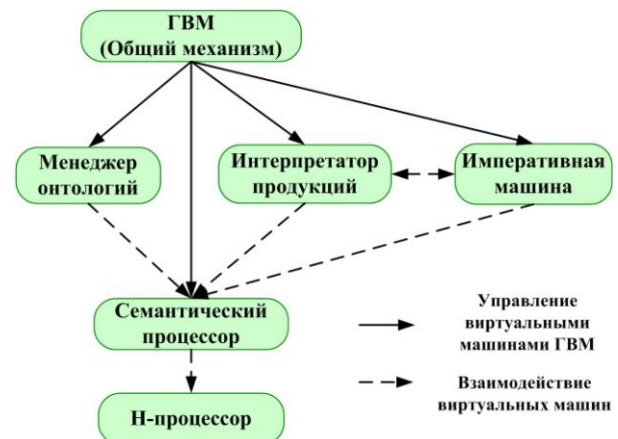 ГВМ
(Общий механизм)
Менеджер
онтологий
Интерпретатор
продукций
Императивная
машина
Семантический
процессор
Н-процессор
Управление
виртуальными
машинами ГВМ
Взаимодействие
виртуальных машин